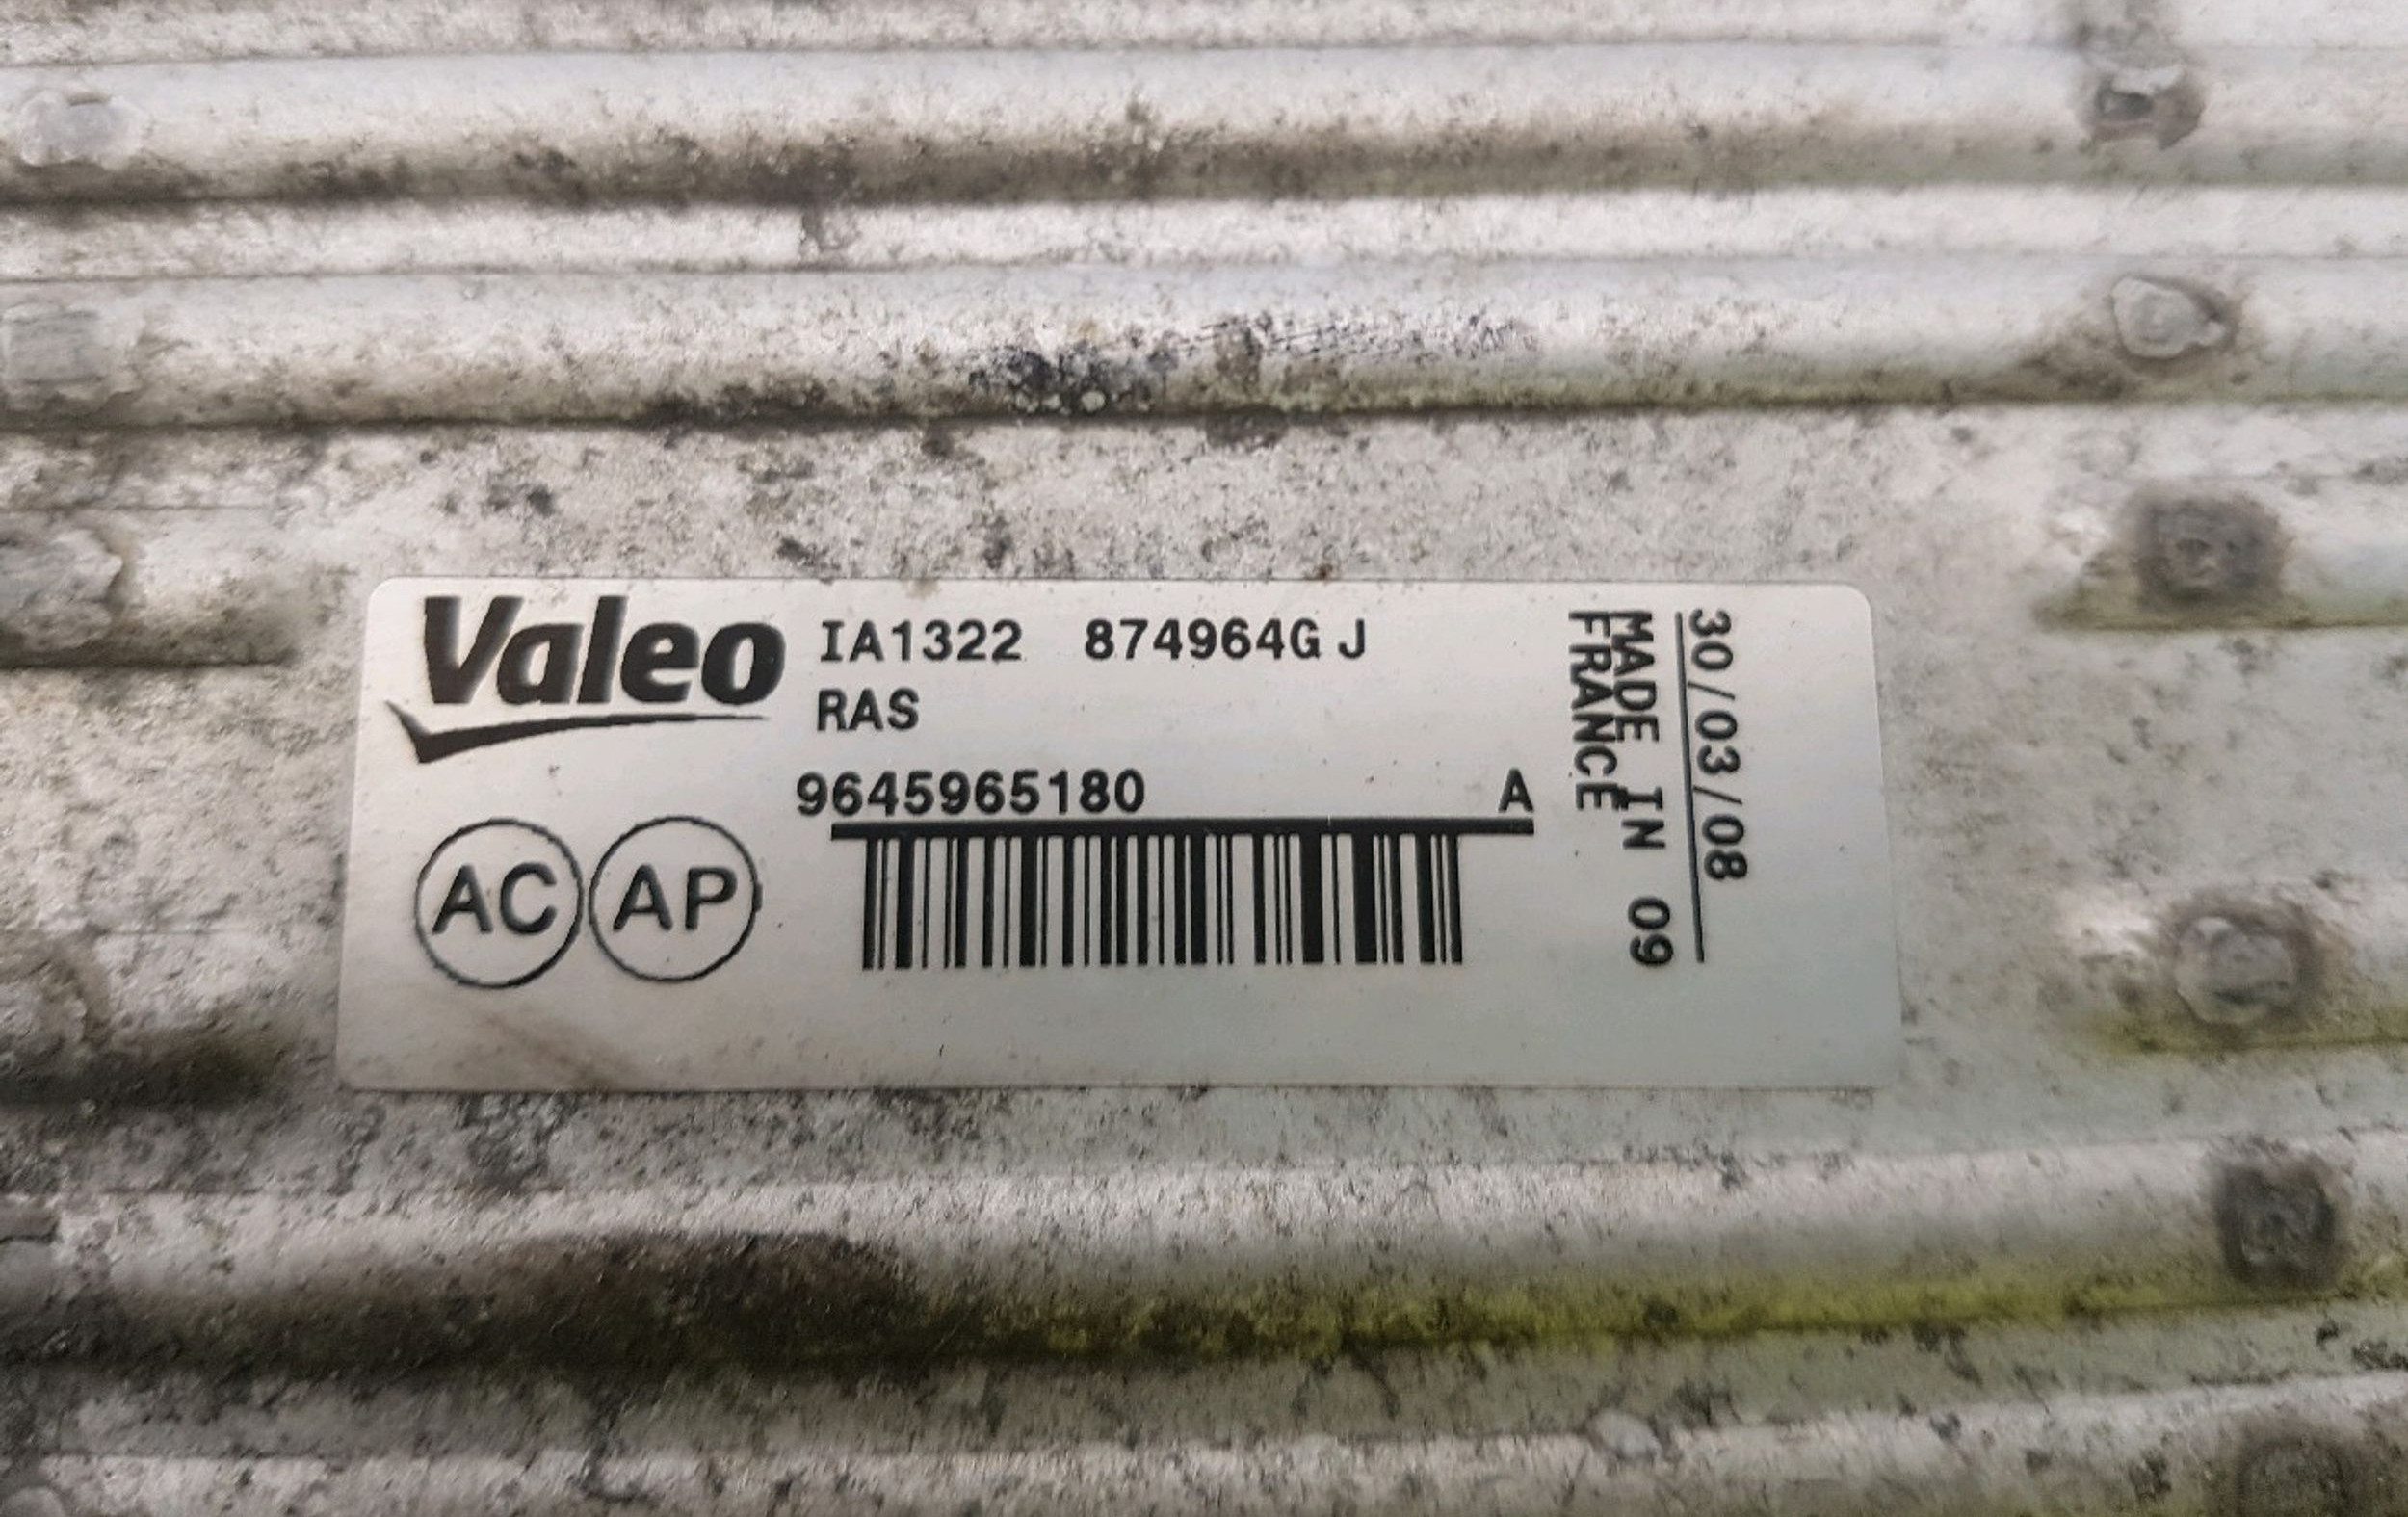 Valeo
IA1322 874964G J
RAS
9645965180 A
AC AP
30/03/08
MADE IN 09
FRANCE